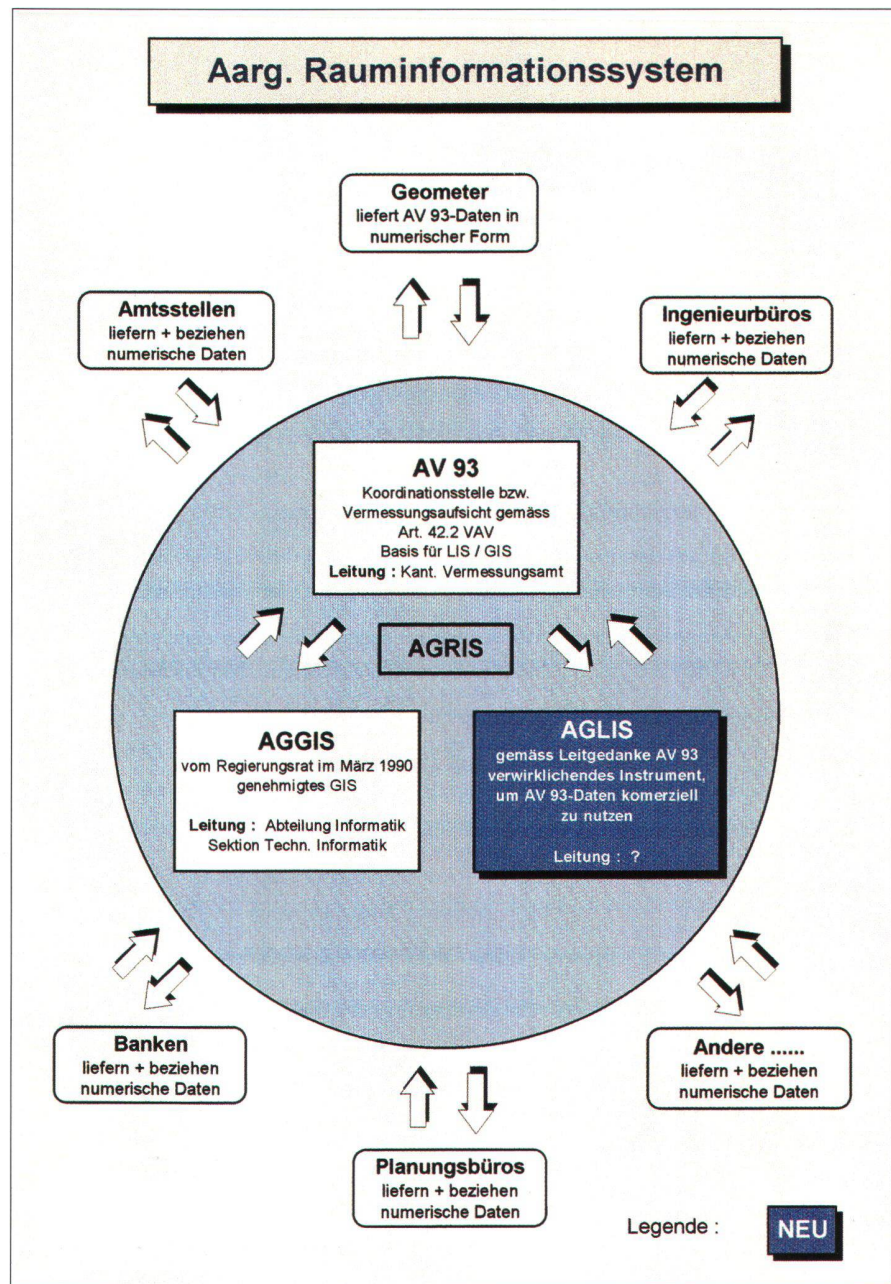 Aarg. Rauminformationssystem
Geometer
liefert AV 93-Daten in
numerischer Form
Amtsstellen
liefern + beziehen
numerische Daten
Ingenieurbüros
liefern + beziehen
numerische Daten
AV 93
Koordinationsstelle bzw.
Vermessungsaufsicht gemäss
Art. 42.2 VAV
Basis für LIS / GIS
Leitung : Kant. Vermessungsamt
AGRIS
AGGIS
vom Regierungsrat im März 1990
genehmigtes GIS
Leitung : Abteilung Informatik
Sektion Techn. Informatik
AGLIS
gemäss Leitgedanke AV 93
verwirklichendes Instrument,
um AV 93-Daten komerziell
zu nutzen
Leitung : ?
Banken
liefern + beziehen
numerische Daten
Andere ......
liefern + beziehen
numerische Daten
Planungsbüros
liefern + beziehen
numerische Daten
Legende :
NEU